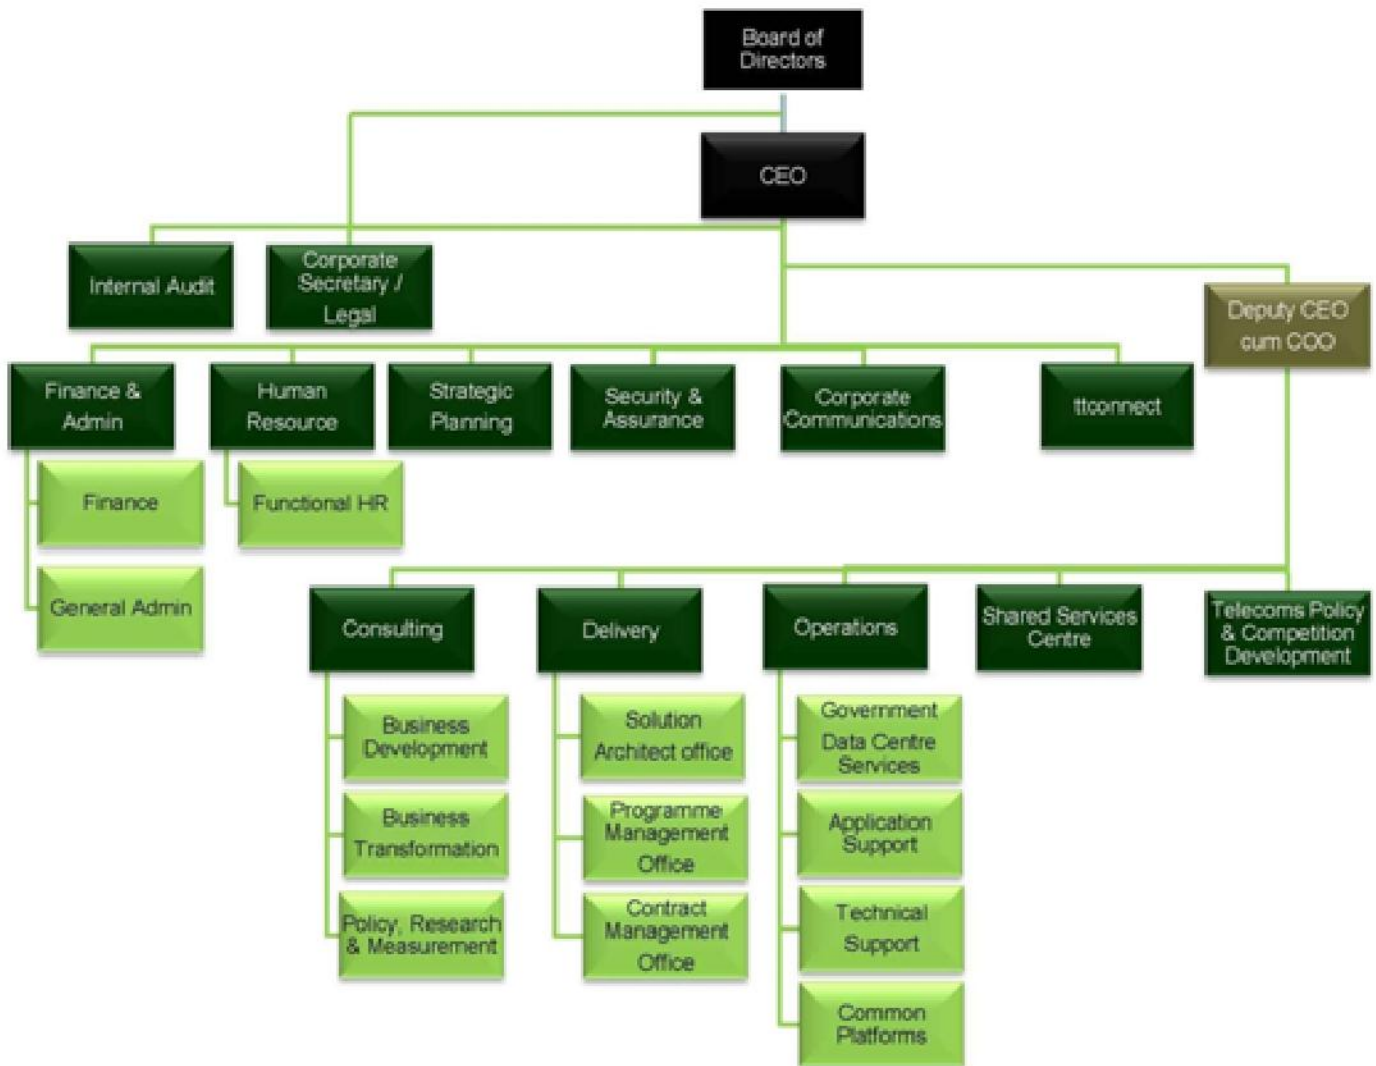 Board of
Directors
CEO
Internal Audit
Corporate
Secretary /
Legal
Deputy CEO
cum COO
Finance &
Admin
Human
Resource
Strategic
Planning
Security &
Assurance
Corporate
Communications
ttconnect
Finance
Functional HR
General Admin
Consulting
Delivery
Operations
Shared Services
Centre
Telecoms Policy
& Competition
Development
Business
Development
Solution
Architect office
Government
Data Centre
Services
Business
Transformation
Programme
Management
Office
Application
Support
Policy, Research
& Measurement
Contract
Management
Office
Technical
Support
Common
Platforms